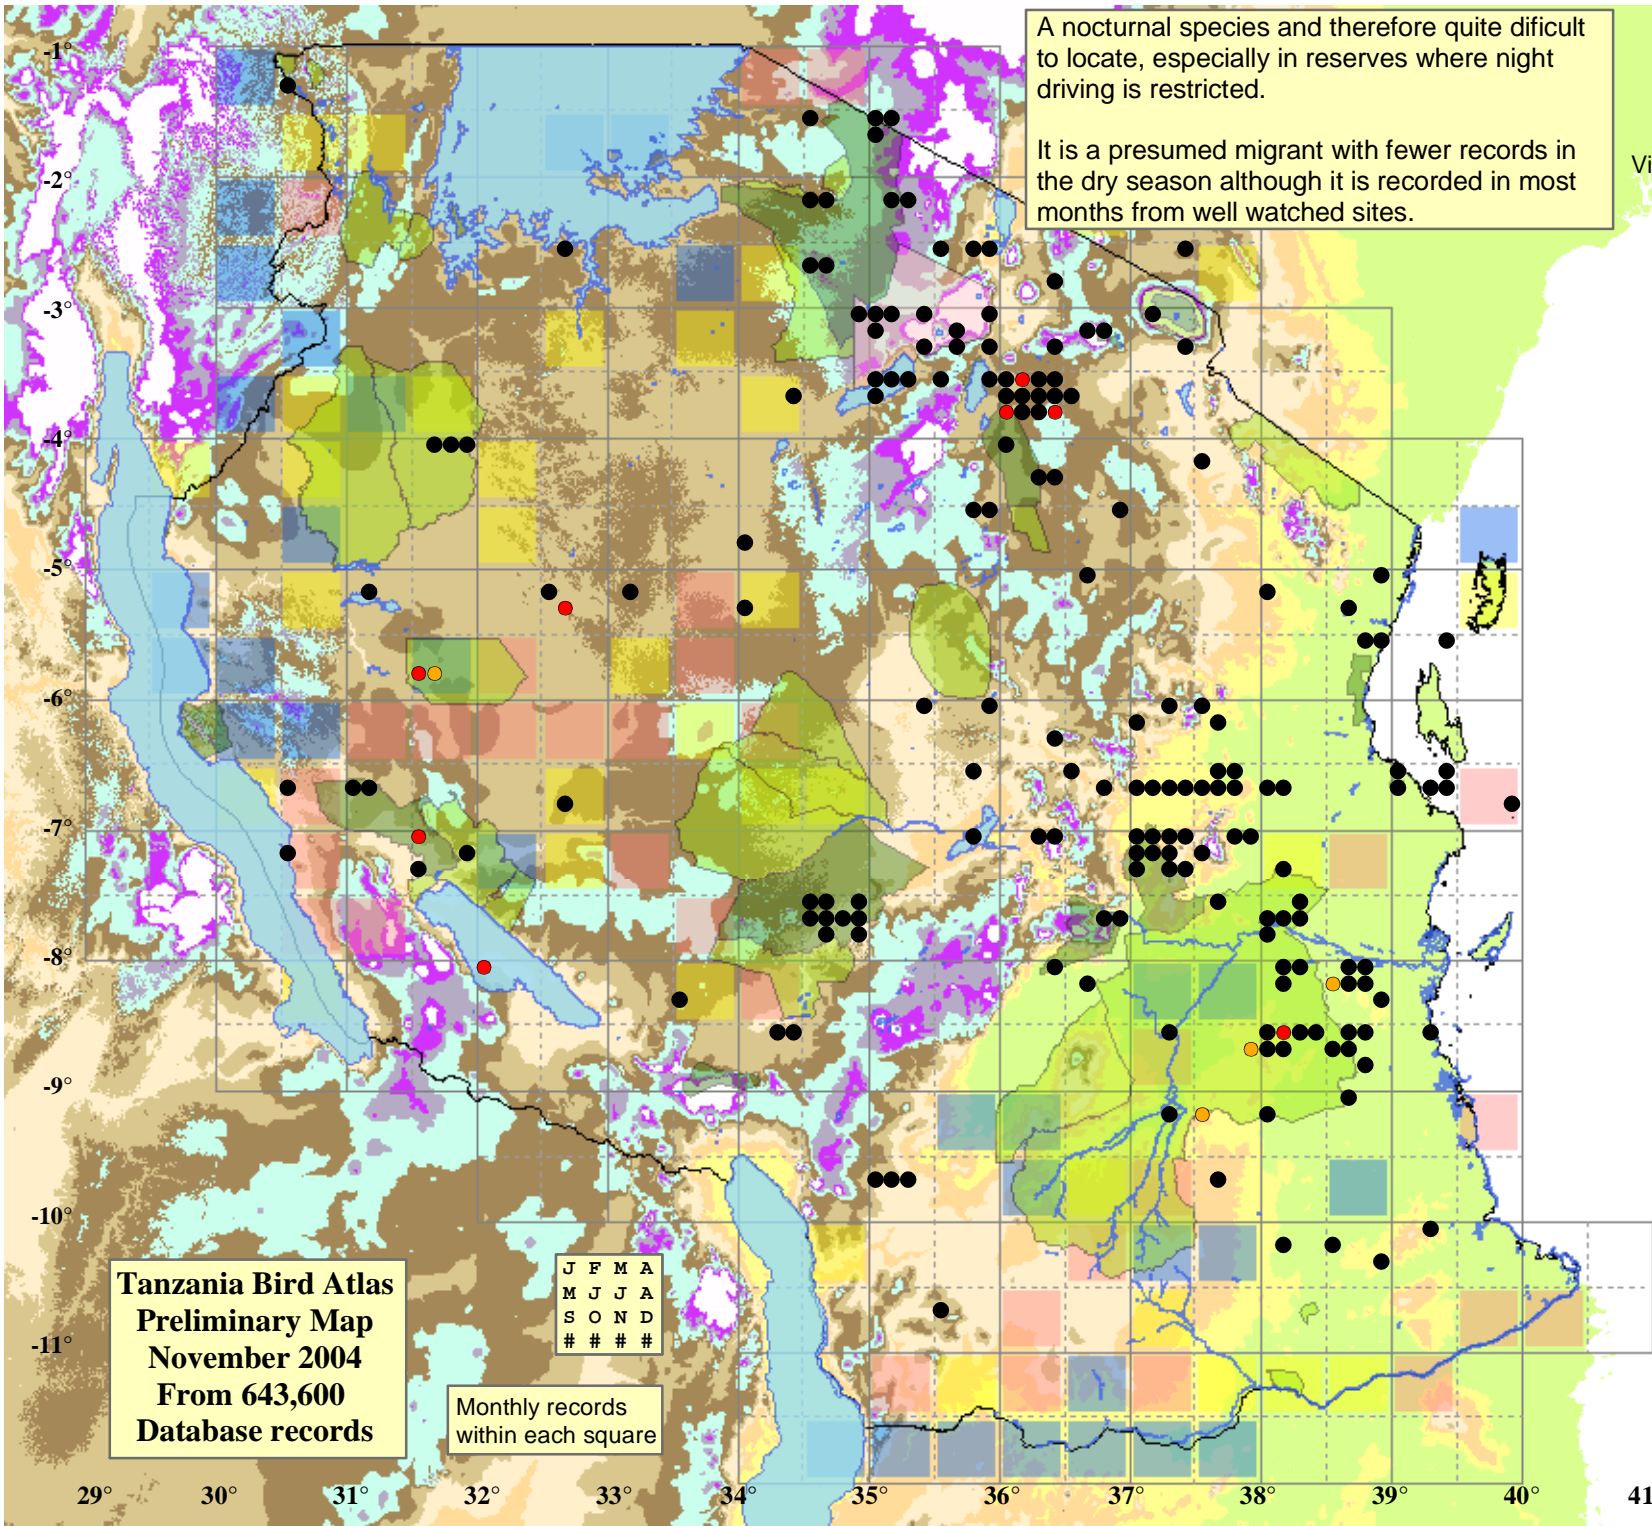 A nocturnal species and therefore quite dificult
to locate, especially in reserves where night
driving is restricted.
It is a presumed migrant with fewer records in
the dry season although it is recorded in most
months from well watched sites.
Vi
-1°
-2°
-3°
-4°
-5°
-6°
-7°
-8°
-9°
-10°
-11°
Tanzania Bird Atlas
Preliminary Map
November 2004
From 643,600
Database records
J F M A
M J J A
S O N D
# # # #
Monthly records
within each square
29° 30° 31° 32° 33° 34° 35° 36° 37° 38° 39° 40° 41